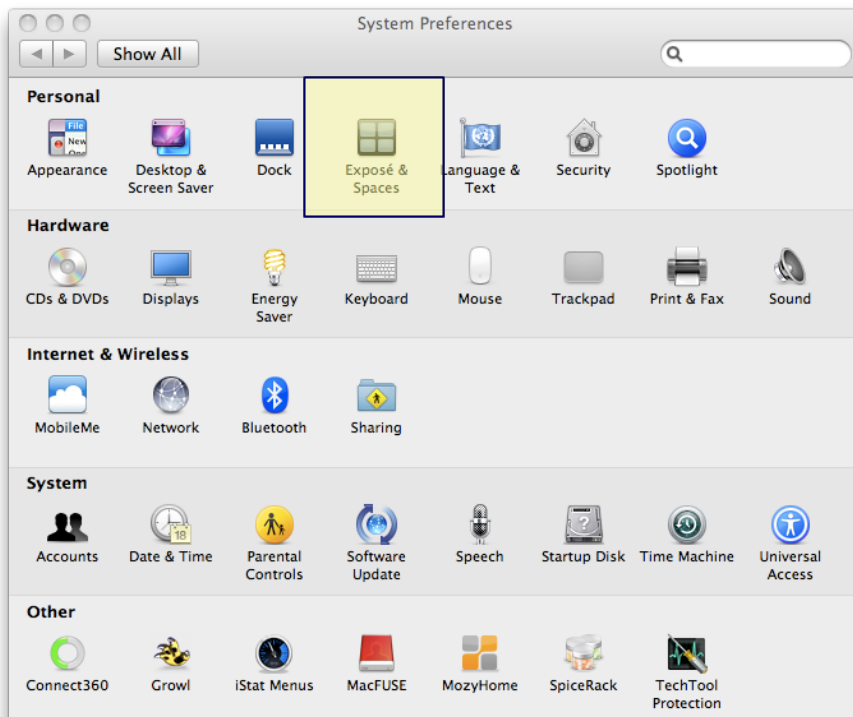 System Preferences
Show All
Personal
Appearance
Desktop &
Screen Saver
Dock
Exposé &
Spaces
Language &
Text
Security
Spotlight
Hardware
CDs & DVDs
Displays
Energy
Saver
Keyboard
Mouse
Trackpad
Print & Fax
Sound
Internet & Wireless
MobileMe
Network
Bluetooth
Sharing
System
Accounts
Date & Time
Parental
Controls
Software
Update
Speech
Startup Disk
Time Machine
Universal
Access
Other
Connect360
Growl
iStat Menus
MacFUSE
MozyHome
SpiceRack
TechTool
Protection